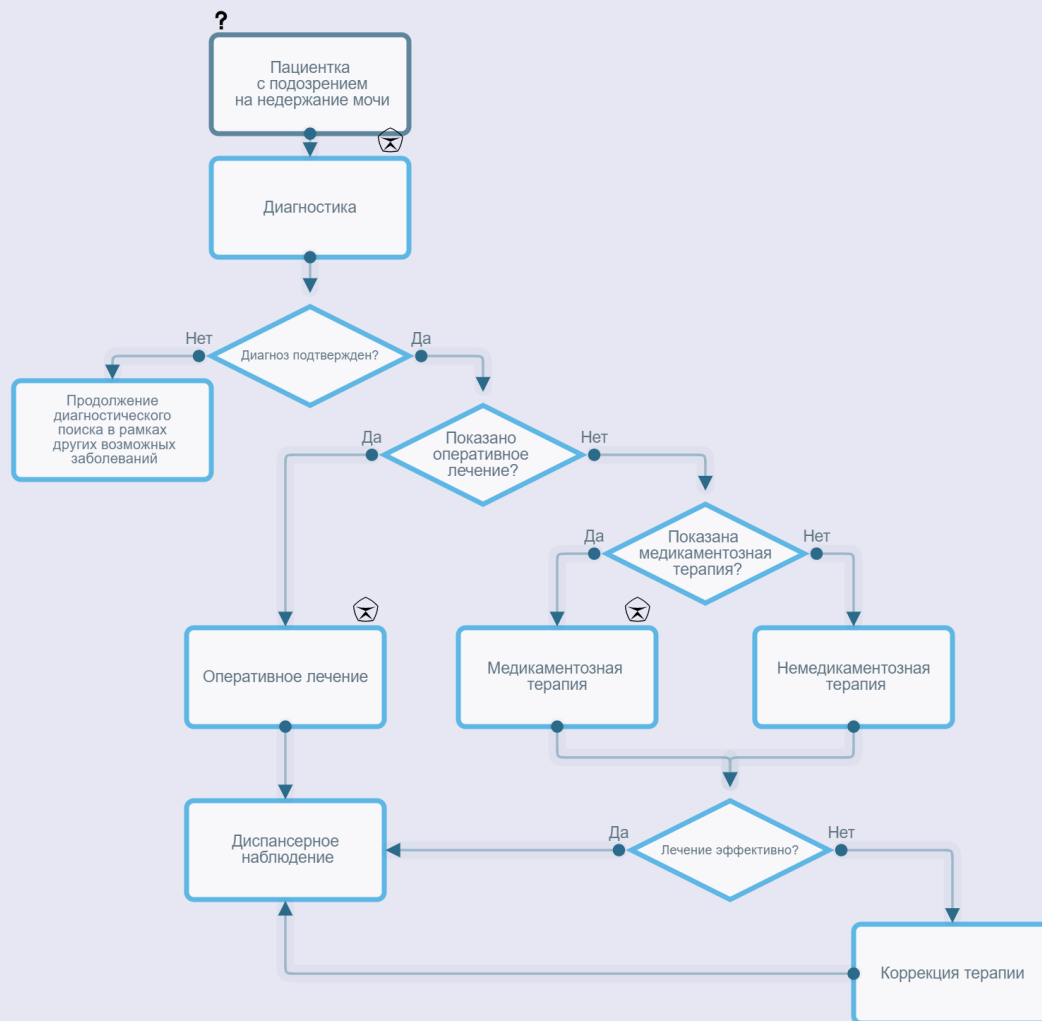 ?
Пациентка
с подозрением
на недержание мочи
Диагностика
Нет
Да
Диагноз подтвержден?
Продолжение
диагностического
поиска в рамках
других возможных
заболеваний
Да
Нет
Показано
оперативное
лечение?
Да
Нет
Показана
медикаментозная
терапия?
Оперативное лечение
Медикаментозная
терапия
Немедикаментозная
терапия
Диспансерное
наблюдение
Да
Нет
Лечение эффективно?
Коррекция терапии